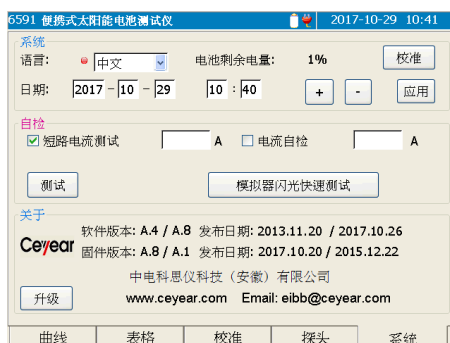 6591 便携式太阳能电池测试仪 2017-10-29 10:41
系统
语言: 中文 电池剩余电量: 1% 校准
日期: 2017 - 10 - 29 10 : 40 + - 应用
自检
短路电流测试 A 电流自检 A
测试 模拟器闪光快速测试
关于
软件版本: A.4 / A.8 发布日期: 2013.11.20 / 2017.10.26
Ceyear 固件版本: A.8 / A.1 发布日期: 2017.10.20 / 2015.12.22
中电科思仪科技（安徽）有限公司
升级 www.ceyear.com Email: eibb@ceyear.com
曲线 表格 校准 探头 系统